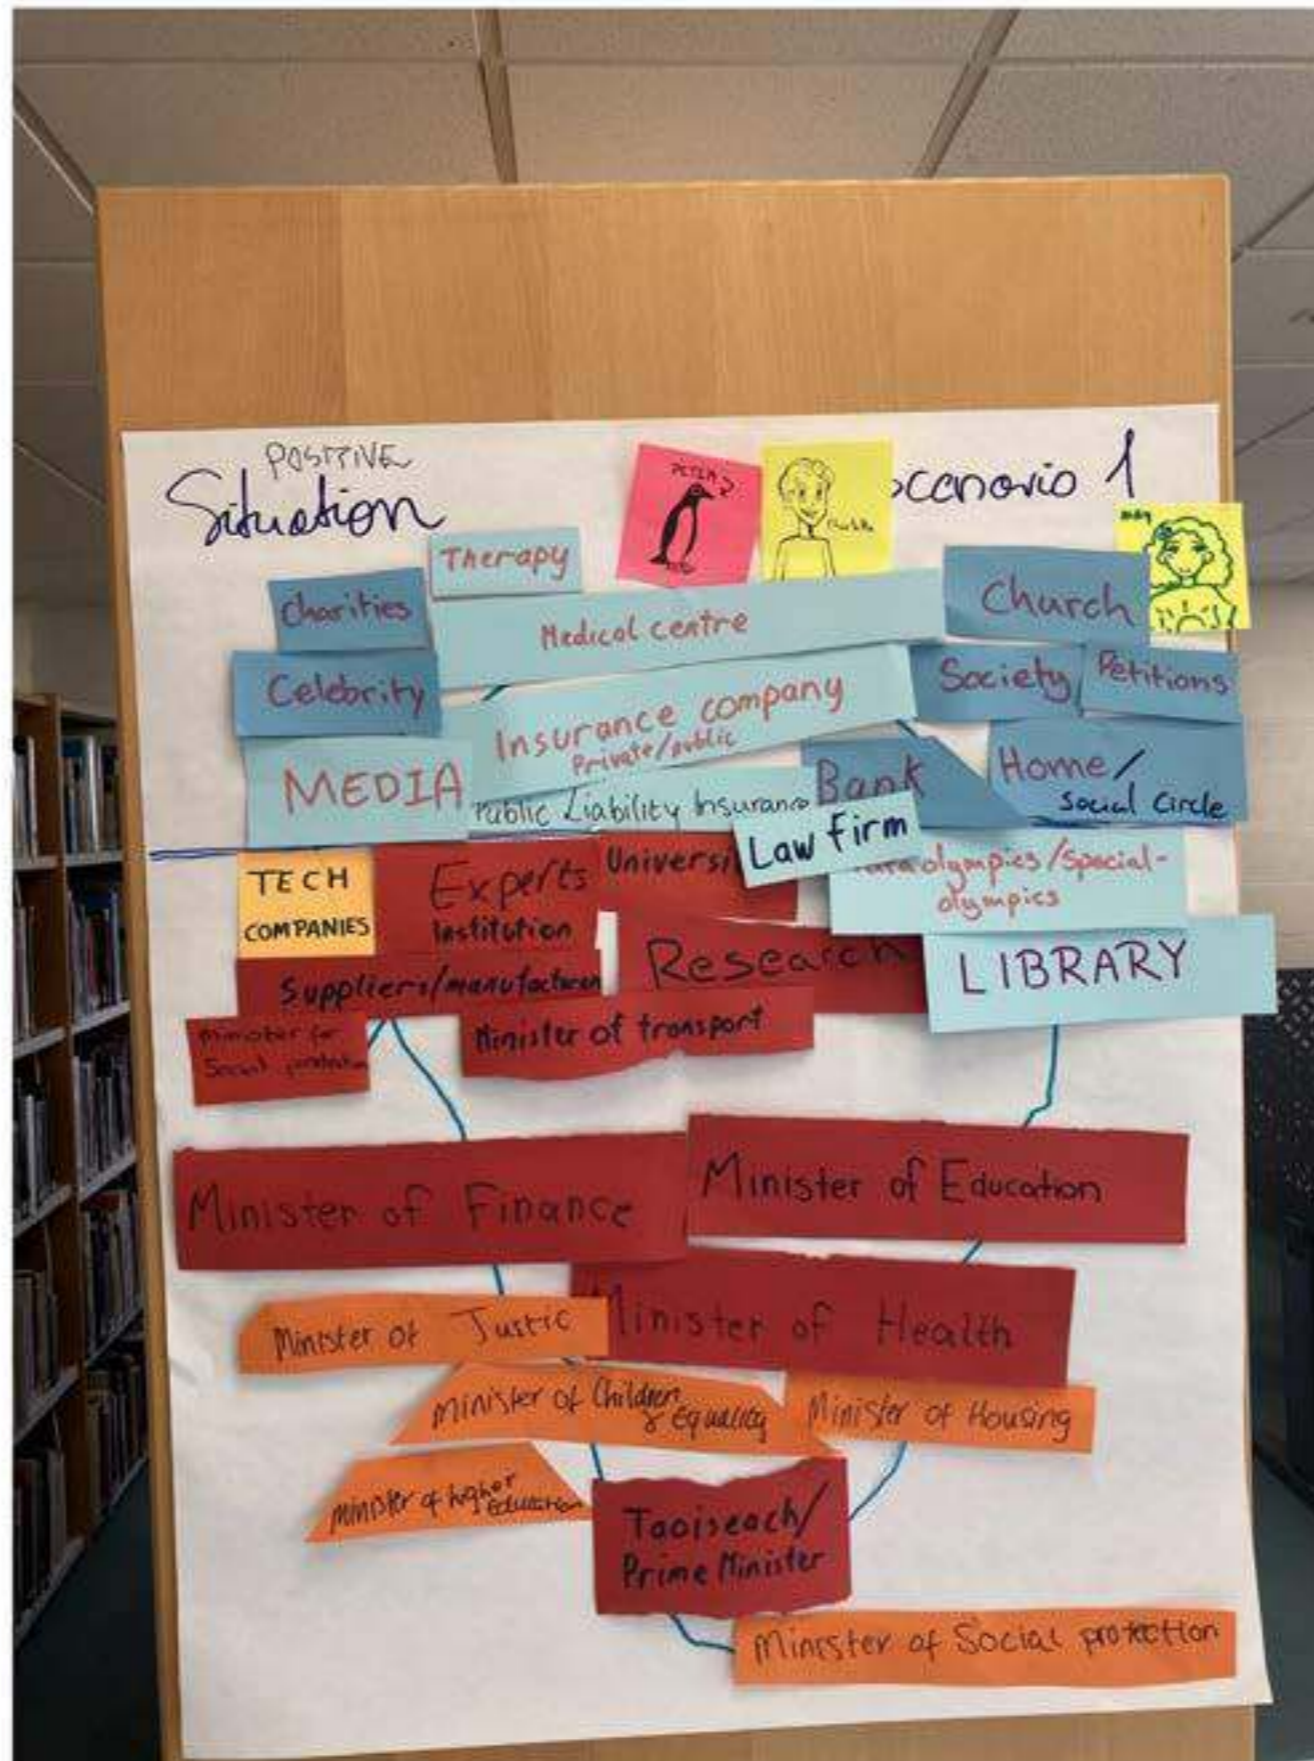 POSITIVE
Situation
Scenario 1
Therapy
Charities
Medical centre
Church
Celebrity
Society
Petitions
Insurance company
Private/public
MEDIA
Bank
Home/
Social Circle
Public Liability Insurance
Law firm
TECH
COMPANIES
Experts
Institution
Universi
olympics/special-
olympics
Suppliers/manufacturers
Research
LIBRARY
Minister for
Social protection
Minister of transport
Minister of Finance
Minister of Education
Minister of Justic
Minister of Health
Minister of Children
& Equality
Minister of Housing
Minister of higher
Education
Taoiseach/
Prime Minister
Minister of Social protection